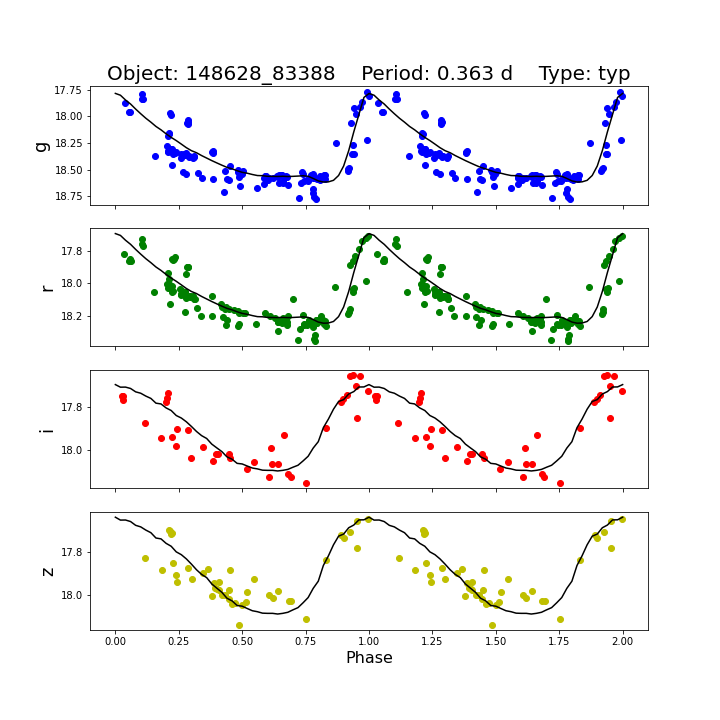 Object: 148628_83388    Period: 0.363 d    Type: typ
17.75
18.00
18.25
18.50
18.75
g
17.8
18.0
18.2
r
17.8
18.0
i
17.8
18.0
z
0.00 0.25 0.50 0.75 1.00 1.25 1.50 1.75 2.00
Phase